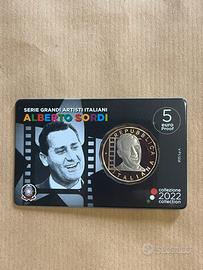 SERIE GRANDI ARTISTI ITALIANI
ALBERTO SORDI
5
euro
Proof
REPUBBLICA
ITALIANA
collezione
2022
collection